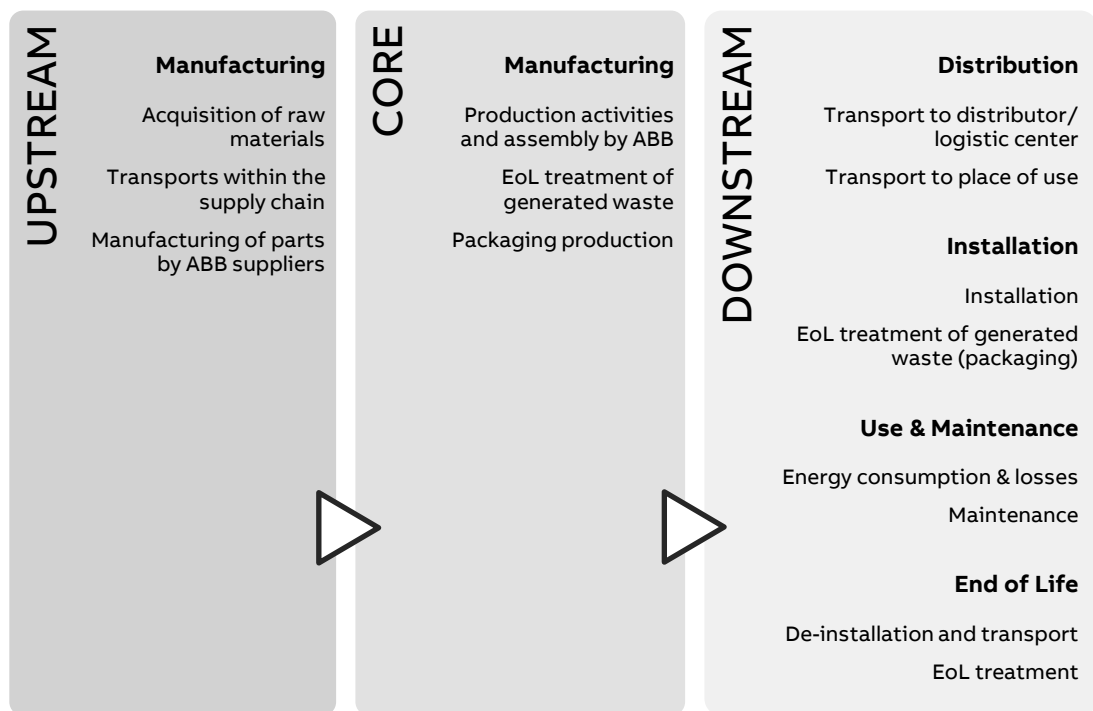 UPSTREAM
Manufacturing
Acquisition of raw
materials
Transports within the
supply chain
Manufacturing of parts
by ABB suppliers
CORE
Manufacturing
Production activities
and assembly by ABB
EoL treatment of
generated waste
Packaging production
DOWNSTREAM
Distribution
Transport to distributor/
logistic center
Transport to place of use
Installation
Installation
EoL treatment of generated
waste (packaging)
Use & Maintenance
Energy consumption & losses
Maintenance
End of Life
De-installation and transport
EoL treatment